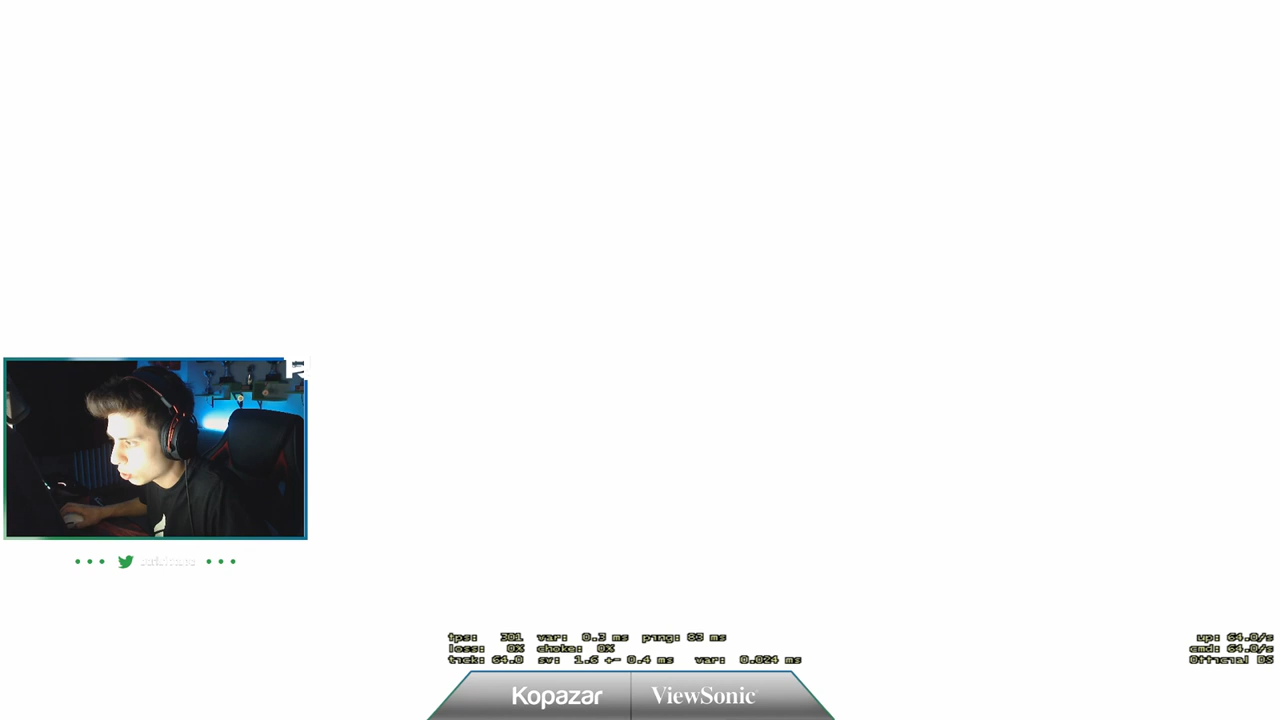 fps: 301 var: 0.3 ms ping: 83 ms
loss: 0% choke: 0%
tick: 64.0 sv: 1.6 +- 0.4 ms var: 0.024 ms
up: 64.0/s
cmd: 64.0/s
Official DS
Kopazar
ViewSonic